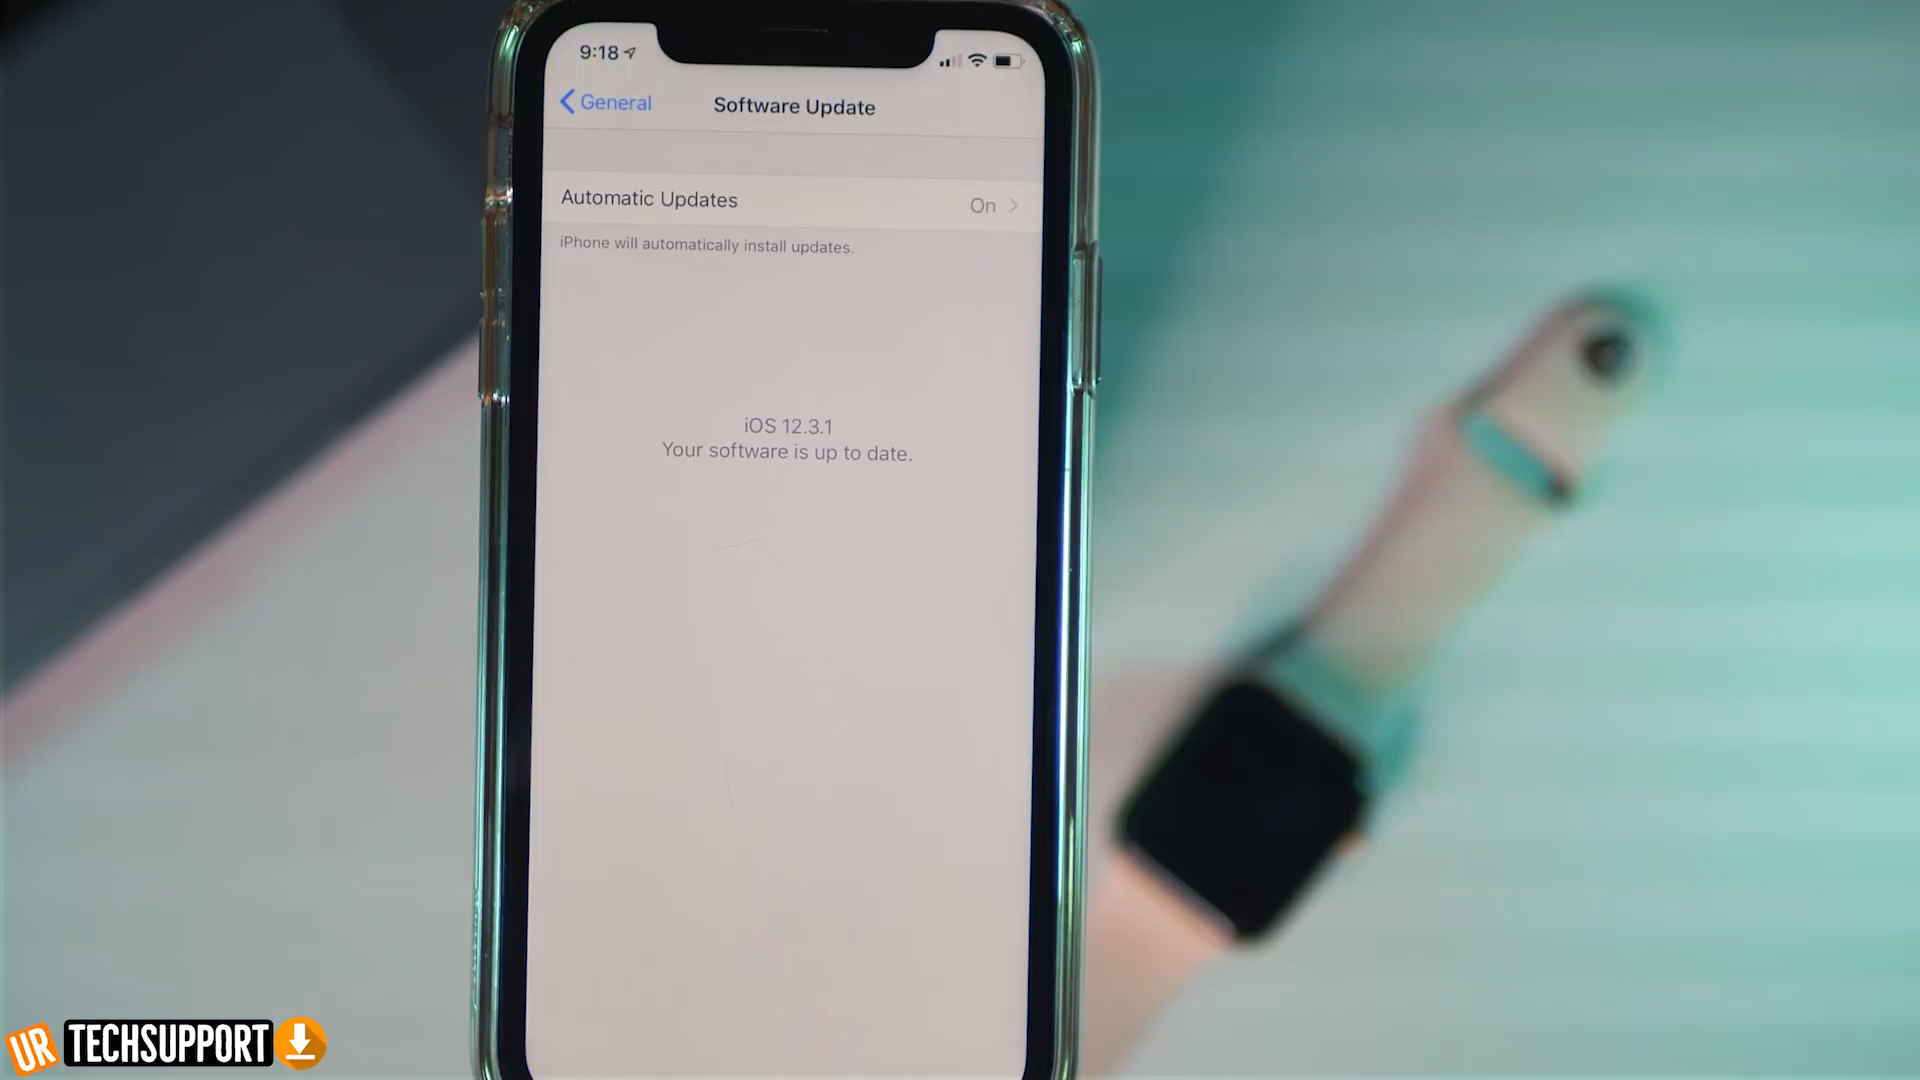 9:18
General
Software Update
Automatic Updates
On
iPhone will automatically install updates.
iOS 12.3.1
Your software is up to date.
UR TECHSUPPORT